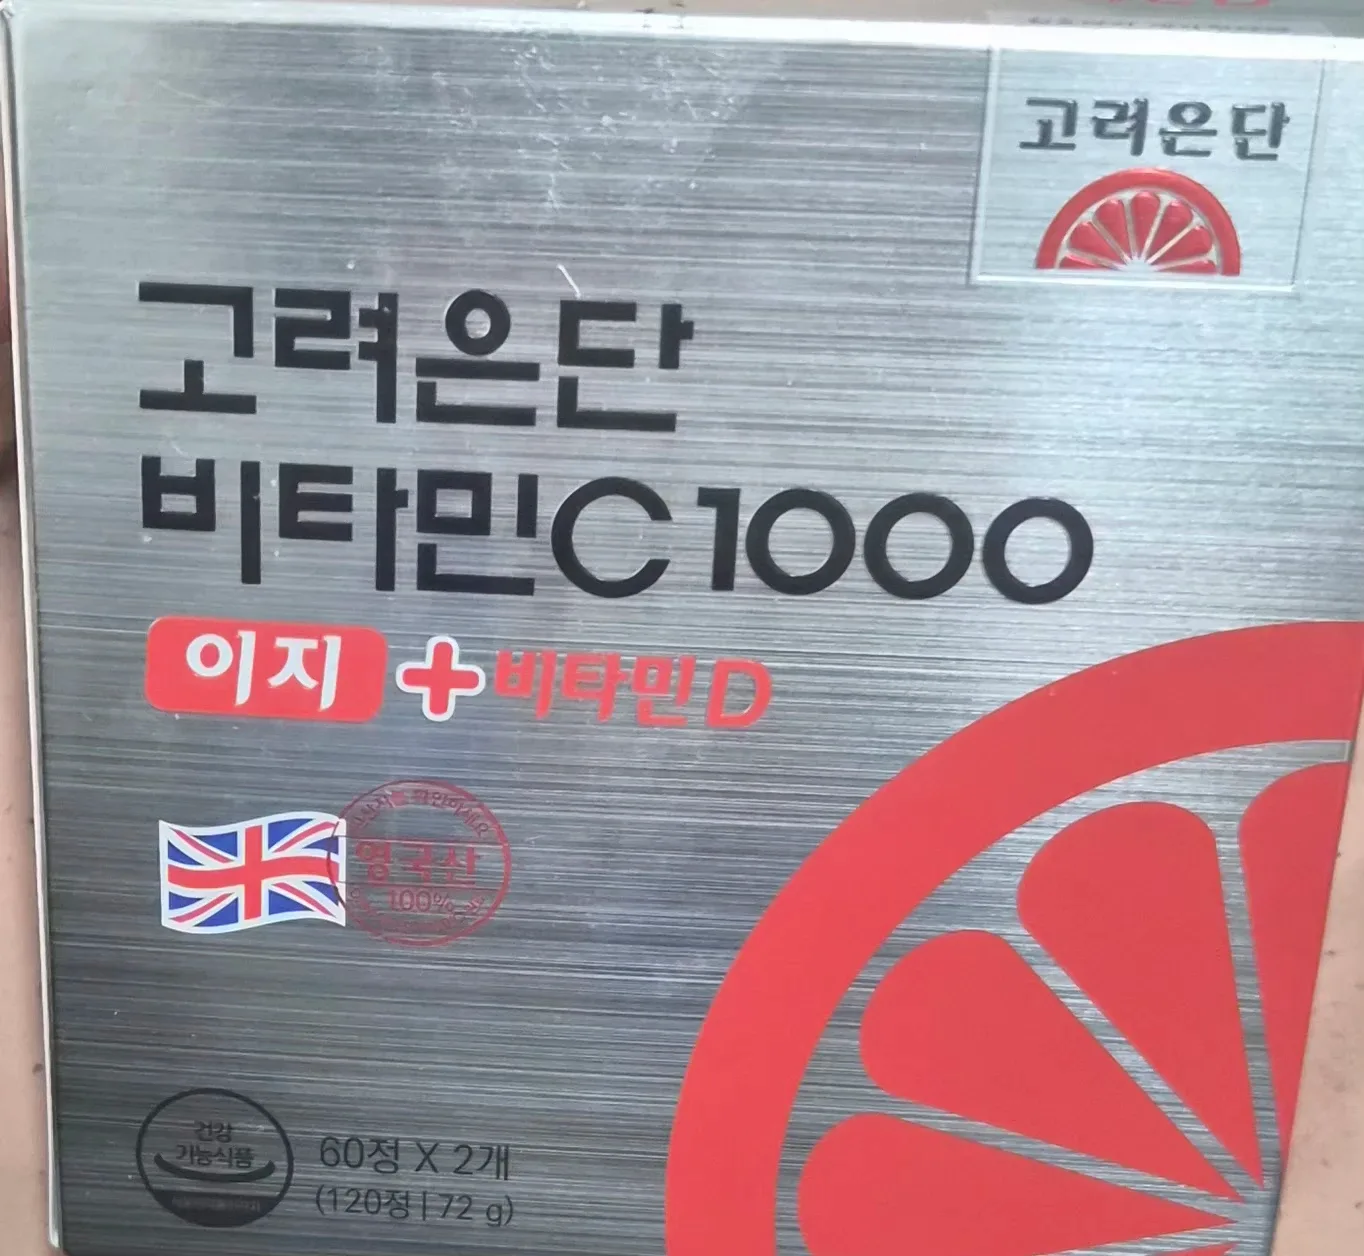 고려은단
고려은단
비타민C1000
이지 + 비타민D
영국산
100%
건강
기능식품
60정 X 2개
(120정 | 72 g)